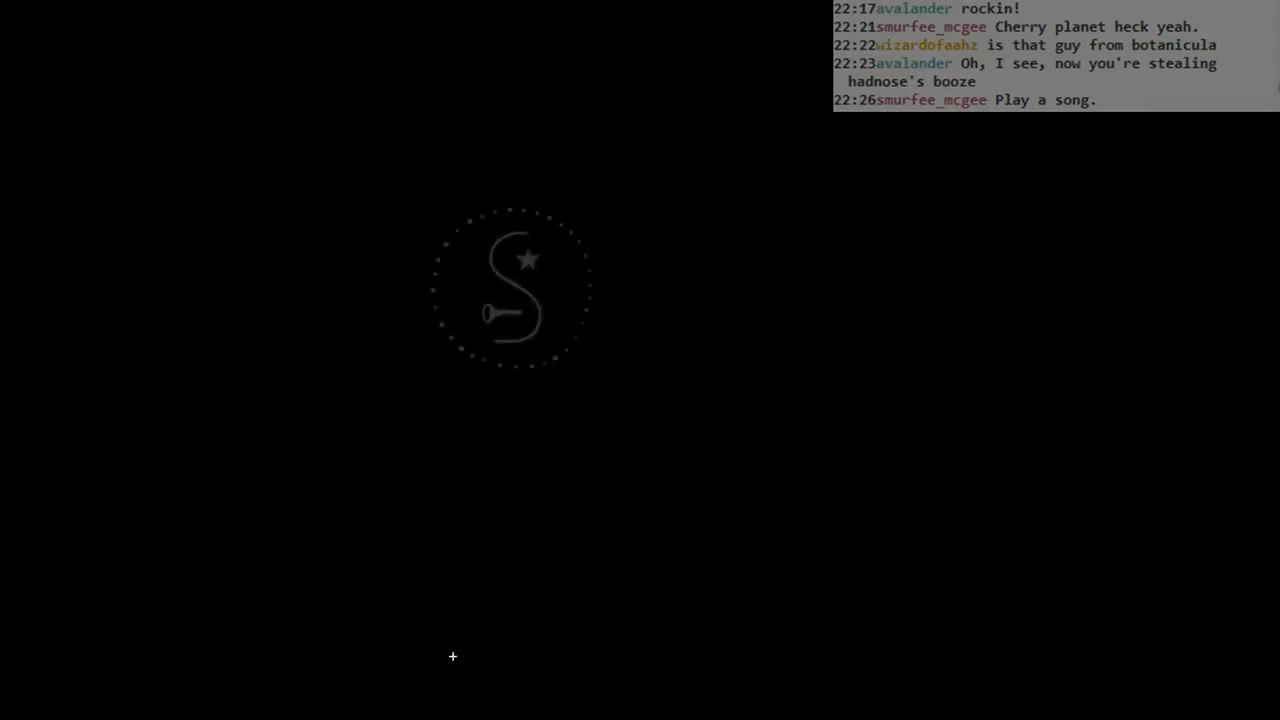 22:17avalander rockin!
22:21smurfee_mcgee Cherry planet heck yeah.
22:22wizardofaahz is that guy from botanicula
22:23avalander Oh, I see, now you're stealing
hadnose's booze
22:26smurfee_mcgee Play a song.
S